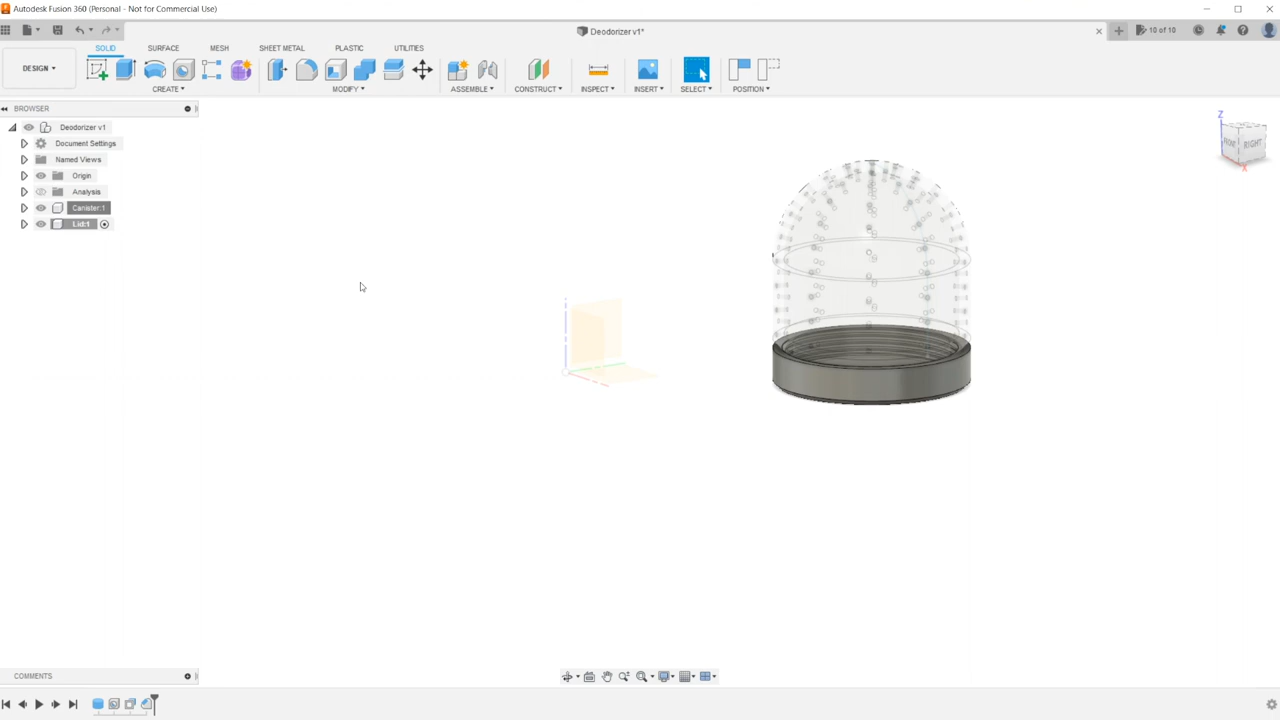 Autodesk Fusion 360 (Personal - Not for Commercial Use)
Deodorizer v1*
10 of 10
DESIGN
SOLID SURFACE MESH SHEET METAL PLASTIC UTILITIES
CREATE MODIFY ASSEMBLE CONSTRUCT INSPECT INSERT SELECT POSITION
BROWSER
Deodorizer v1
Document Settings
Named Views
Origin
Analysis
Canister:1
Lid:1
Z
FRONT RIGHT
X
COMMENTS